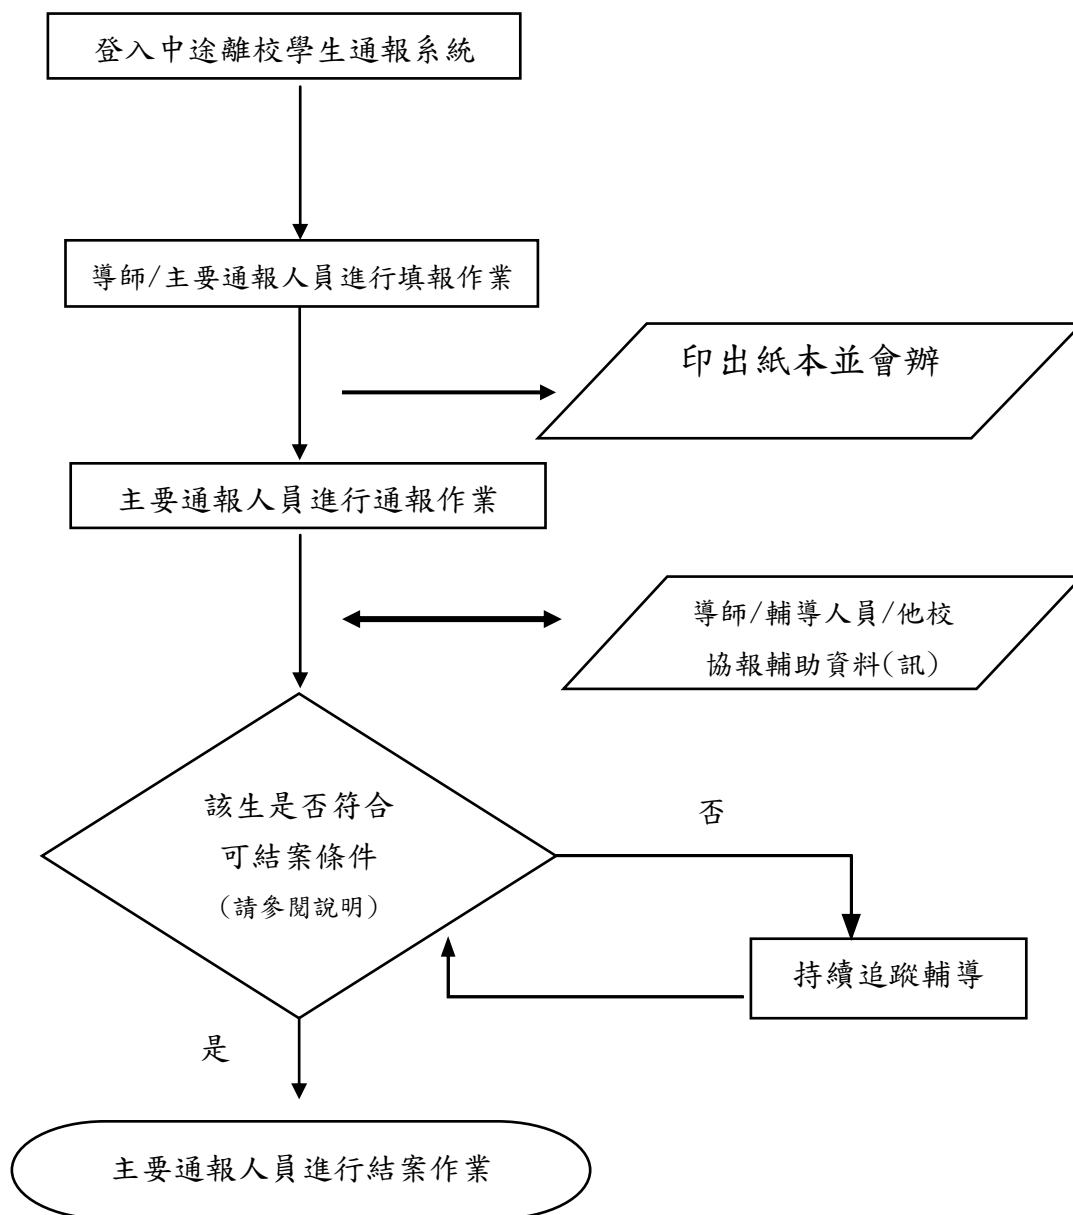 登入中途離校學生通報系統
導師/主要通報人員進行填報作業
印出紙本並會辦
主要通報人員進行通報作業
導師/輔導人員/他校
協報輔助資料(訊)
該生是否符合
可結案條件
(請參閱說明)
否
持續追蹤輔導
是
主要通報人員進行結案作業